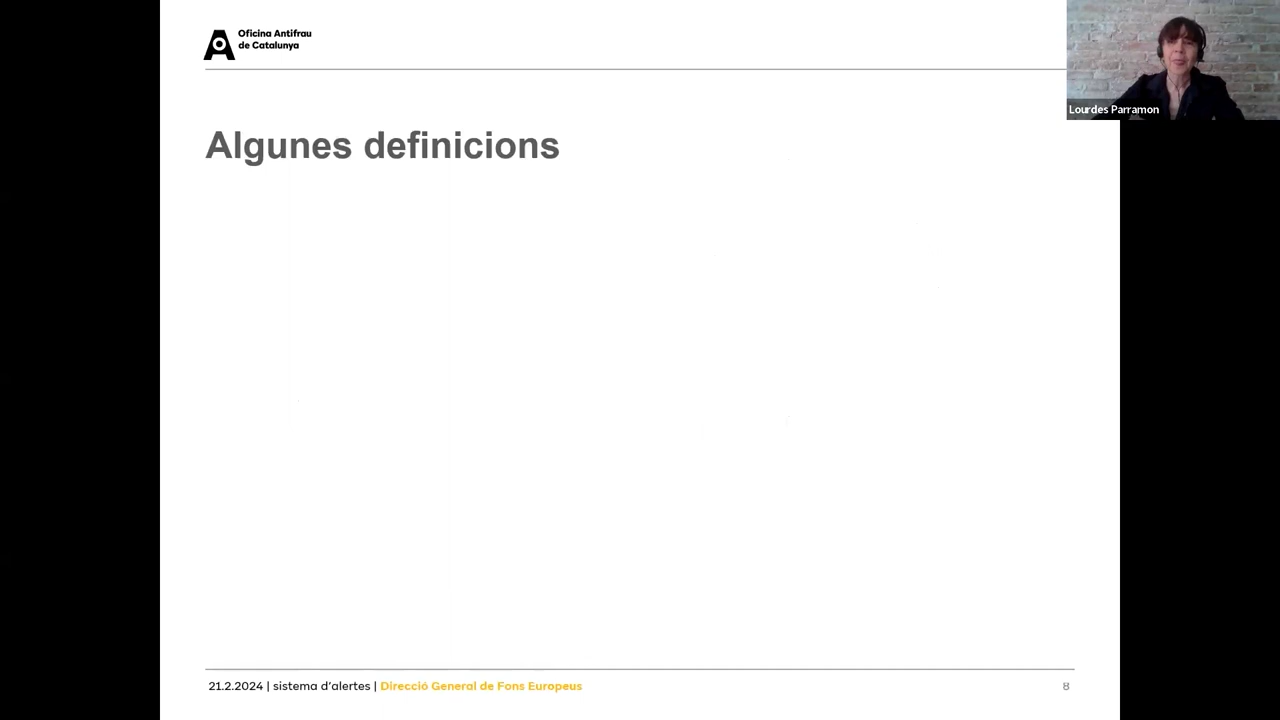 Oficina Antifrau
de Catalunya
Lourdes Parramon
Algunes definicions
21.2.2024 | sistema d'alertes | Direcció General de Fons Europeus
8